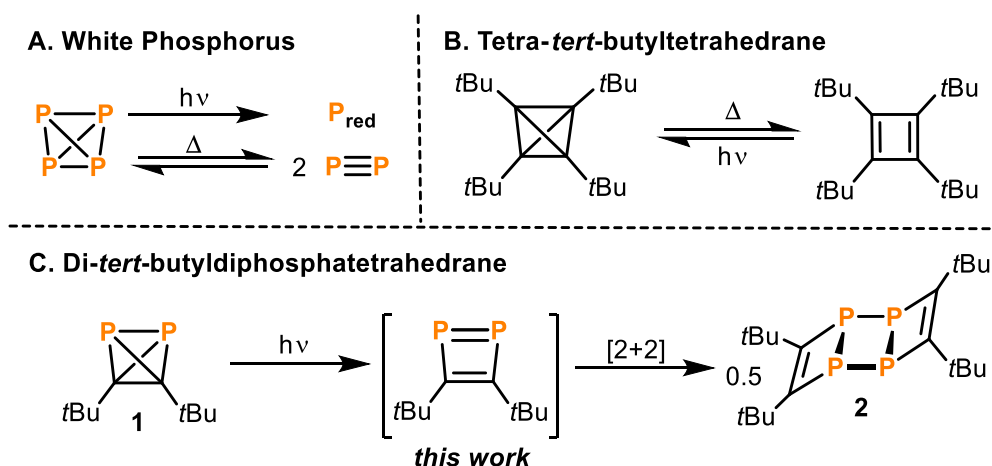 A. White Phosphorus
P P
P P
hν
Δ
P_red
2 P≡P
B. Tetra-tert-butyltetrahedrane
tBu tBu
tBu tBu
Δ
hν
tBu tBu
tBu tBu
C. Di-tert-butyldiphosphatetrahedrane
P P
tBu tBu
1
hν
P P
tBu tBu
this work
[2+2]
0.5
tBu
tBu
P P
P P
tBu
tBu
2